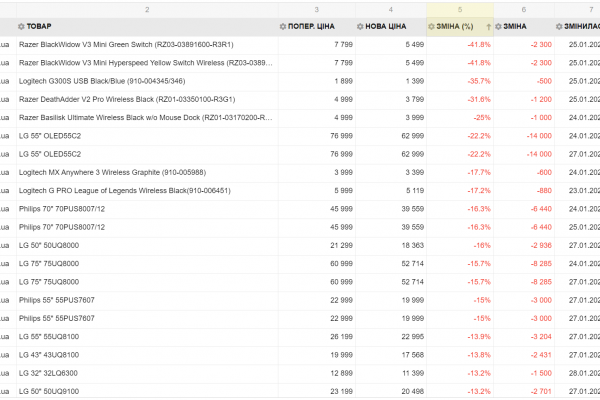 2 3 4 5 6 7
ТОВАР ПОПЕР. ЦІНА НОВА ЦІНА ЗМІНА (%) ЗМІНА ЗМІНИЛАС
.ua Razer BlackWidow V3 Mini Green Switch (RZ03-03891600-R3R1) 7 799 5 499 -41.8% -2 300 25.01.202
.ua Razer BlackWidow V3 Mini Hyperspeed Yellow Switch Wireless (RZ03-0389... 7 799 5 499 -41.8% -2 300 25.01.202
.ua Logitech G300S USB Black/Blue (910-004345/346) 1 899 1 399 -35.7% -500 25.01.202
.ua Razer DeathAdder V2 Pro Wireless Black (RZ01-03350100-R3G1) 4 999 3 799 -31.6% -1 200 25.01.202
.ua Razer Basilisk Ultimate Wireless Black w/o Mouse Dock (RZ01-03170200-R... 4 999 3 999 -25% -1 000 24.01.202
.ua LG 55" OLED55C2 76 999 62 999 -22.2% -14 000 24.01.202
.ua LG 55" OLED55C2 76 999 62 999 -22.2% -14 000 27.01.202
.ua Logitech MX Anywhere 3 Wireless Graphite (910-005988) 3 999 3 399 -17.7% -600 24.01.202
.ua Logitech G PRO League of Legends Wireless Black(910-006451) 5 999 5 119 -17.2% -880 23.01.202
.ua Philips 70" 70PUS8007/12 45 999 39 559 -16.3% -6 440 24.01.202
.ua Philips 70" 70PUS8007/12 45 999 39 559 -16.3% -6 440 25.01.202
.ua LG 50" 50UQ8000 21 299 18 363 -16% -2 936 27.01.202
.ua LG 75" 75UQ8000 60 999 52 714 -15.7% -8 285 24.01.202
.ua LG 75" 75UQ8000 60 999 52 714 -15.7% -8 285 27.01.202
.ua Philips 55" 55PUS7607 22 999 19 999 -15% -3 000 24.01.202
.ua Philips 55" 55PUS7607 22 999 19 999 -15% -3 000 27.01.202
.ua LG 55" 55UQ8100 26 199 22 995 -13.9% -3 204 27.01.202
.ua LG 43" 43UQ8100 19 999 17 568 -13.8% -2 431 27.01.202
.ua LG 32" 32LQ6300 12 899 11 399 -13.2% -1 500 28.01.202
.ua LG 50" 50UQ9100 23 199 20 498 -13.2% -2 701 27.01.202